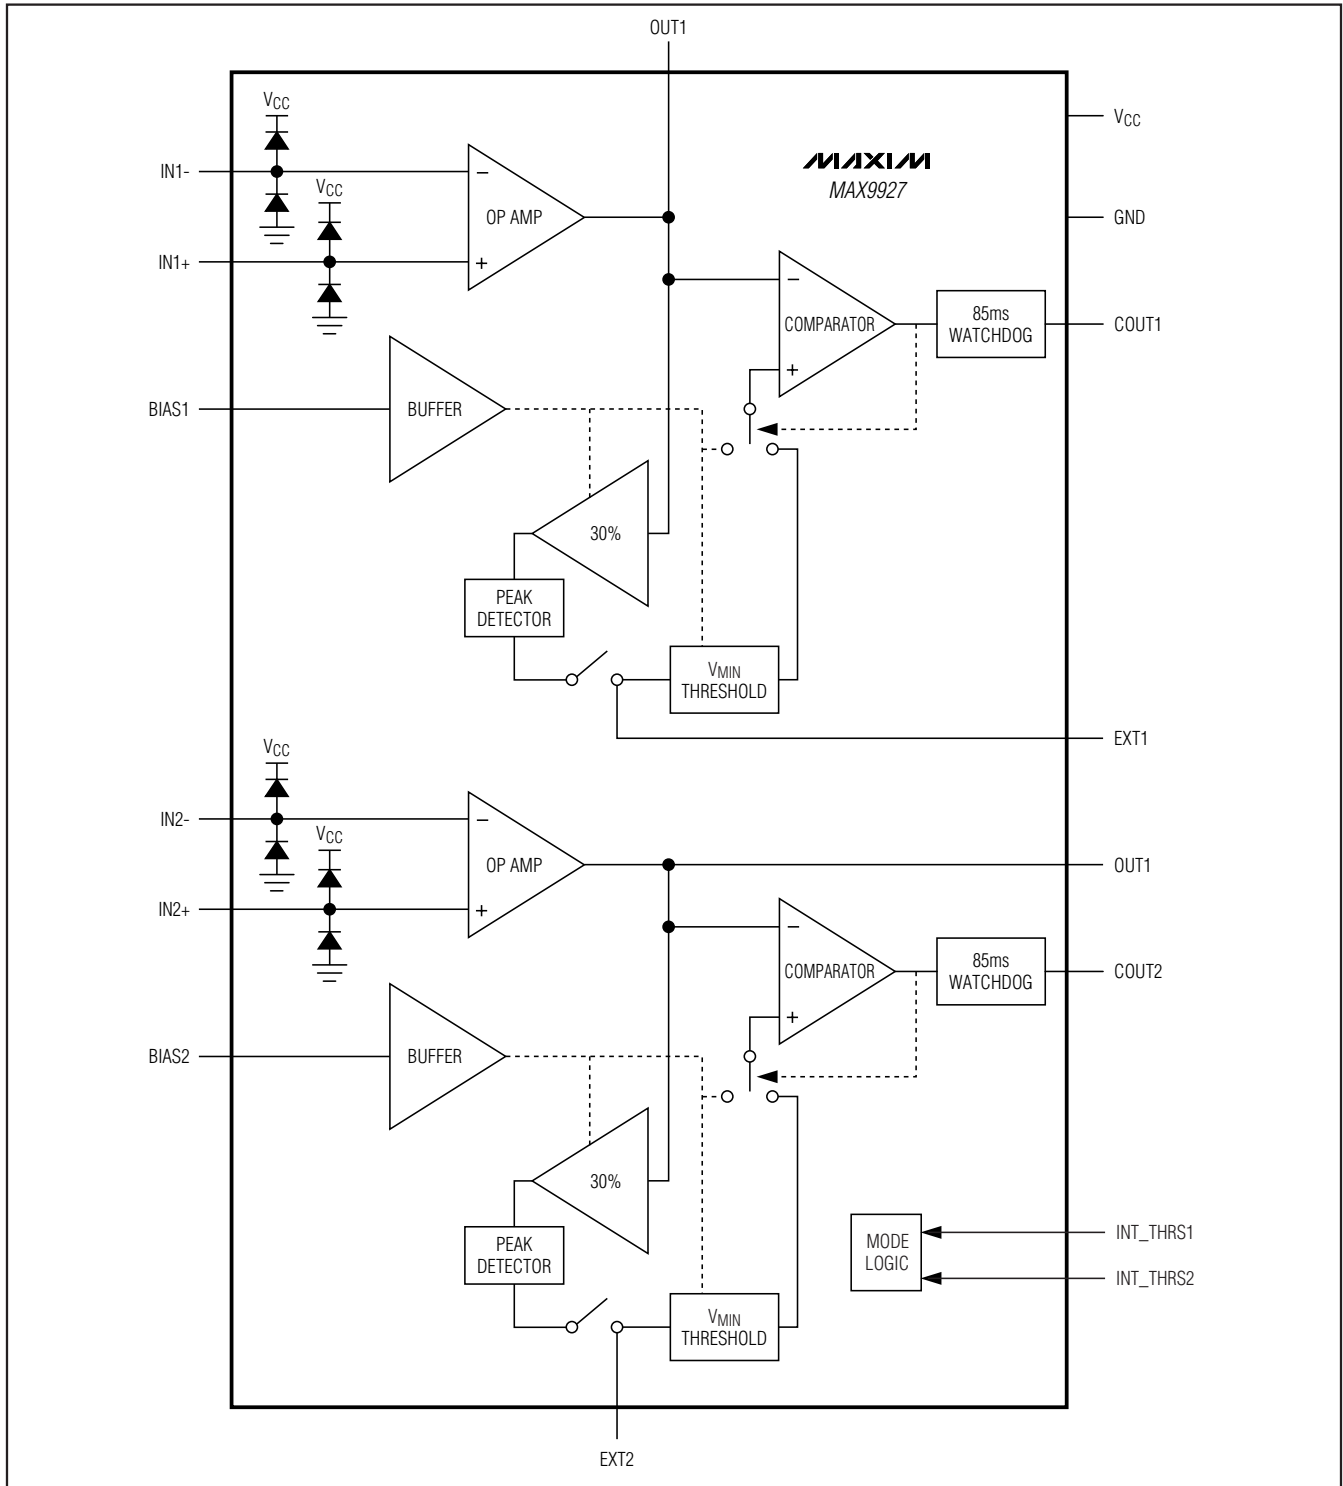 OUT1
VCC
VCC
MAXIM
MAX9927
IN1-
VCC
OP AMP
GND
IN1+
COMPARATOR
85ms
WATCHDOG
COUT1
BIAS1
BUFFER
30%
PEAK
DETECTOR
VMIN
THRESHOLD
EXT1
VCC
IN2-
VCC
OP AMP
OUT1
IN2+
COMPARATOR
85ms
WATCHDOG
COUT2
BIAS2
BUFFER
30%
PEAK
DETECTOR
MODE
LOGIC
INT_THRS1
INT_THRS2
VMIN
THRESHOLD
EXT2